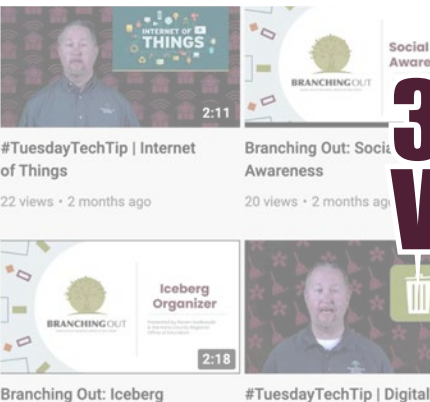 INTERNET OF
THINGS
2:11
#TuesdayTechTip | Internet
of Things
22 views • 2 months ago
BRANCHINGOUT
Social
Aware
Branching Out: Socia
Awareness
20 views • 2 months ag
3
V
BRANCHINGOUT
Iceberg
Organizer
2:18
Branching Out: Iceberg
#TuesdayTechTip | Digital